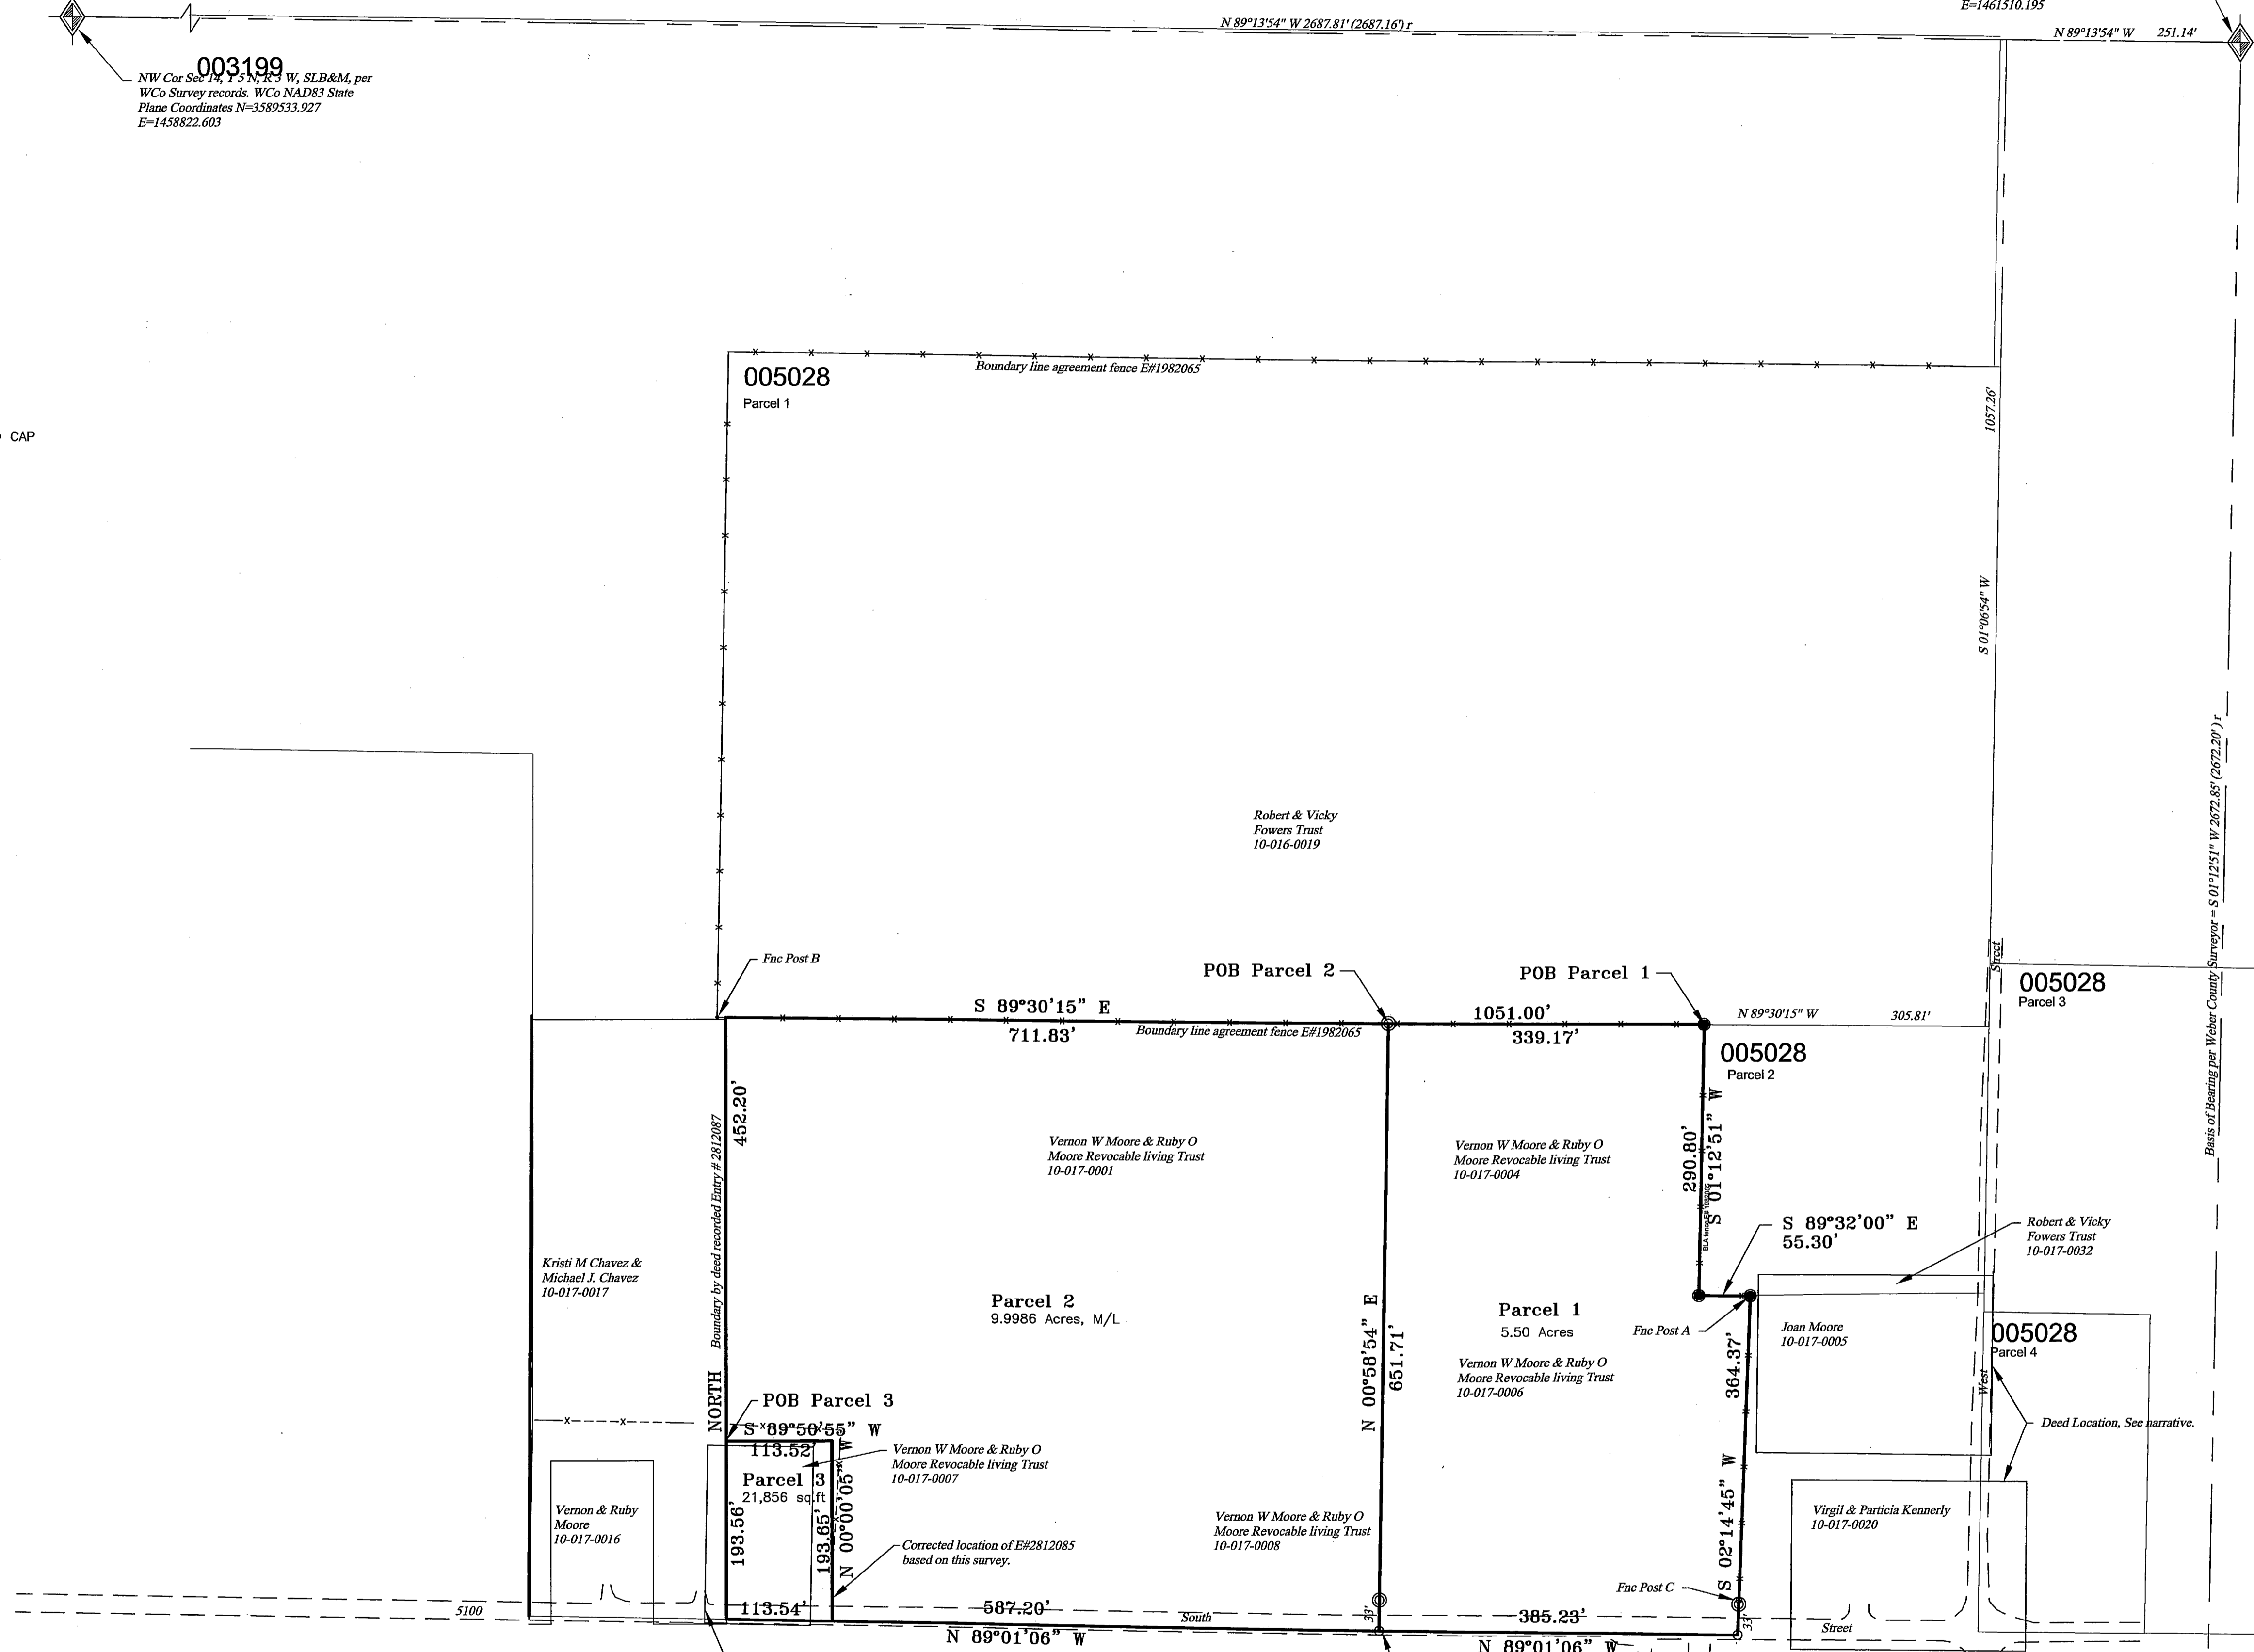 E=1461510.195
N 89°13'54" W 2687.81' (2687.16') r
N 89°13'54" W 251.14'
003199
NW Cor Sec 14, T 5 N, R 3 W, SLB&M, per
WCo Survey records. WCo NAD83 State
Plane Coordinates N=3589533.927
E=1458822.603
005028
Parcel 1
Boundary line agreement fence E#1982065
1057.26'
CAP
S 01°06'54" W
Basis of Bearing per Weber County Surveyor = S 01°12'51" W 2672.85' (2672.20') r
Robert & Vicky
Fowers Trust
10-016-0019
Fnc Post B
POB Parcel 2
POB Parcel 1
Street
005028
Parcel 3
S 89°30'15" E
711.83'
Boundary line agreement fence E#1982065
1051.00'
339.17'
N 89°30'15" W 305.81'
005028
Parcel 2
452.20'
Boundary by deed recorded Entry # 2812087
NORTH
Vernon W Moore & Ruby O
Moore Revocable living Trust
10-017-0001
Vernon W Moore & Ruby O
Moore Revocable living Trust
10-017-0004
290.80'
S 01°12'51" W
BLA fence E# 1982065
S 89°32'00" E
55.30'
Robert & Vicky
Fowers Trust
10-017-0032
Kristi M Chavez &
Michael J. Chavez
10-017-0017
Parcel 2
9.9986 Acres, M/L
N 00°58'54" E
651.71'
Parcel 1
5.50 Acres
Fnc Post A
Joan Moore
10-017-0005
005028
Parcel 4
Vernon W Moore & Ruby O
Moore Revocable living Trust
10-017-0006
364.37'
S 02°14'45" W
West
Deed Location, See narrative.
POB Parcel 3
S 89°50'55" W
113.52'
Vernon W Moore & Ruby O
Moore Revocable living Trust
10-017-0007
Parcel 3
21,856 sq.ft
193.56'
193.65'
N 00°00'05" W
Vernon & Ruby
Moore
10-017-0016
Vernon W Moore & Ruby O
Moore Revocable living Trust
10-017-0008
Virgil & Particia Kennerly
10-017-0020
Corrected location of E#2812085
based on this survey.
Fnc Post C
5100
113.54'
587.20'
South
33'
385.23'
33'
Street
N 89°01'06" W
N 89°01'06" W